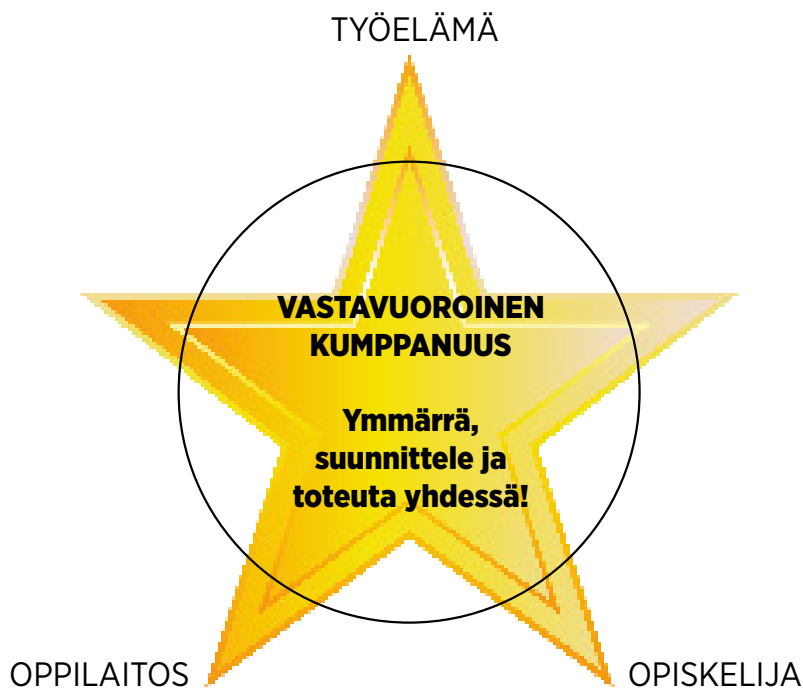 TYÖELÄMÄ
VASTAVUOROINEN
KUMPPANUUS
Ymmärrä,
suunnittele ja
toteuta yhdessä!
OPPILAITOS
OPISKELIJA